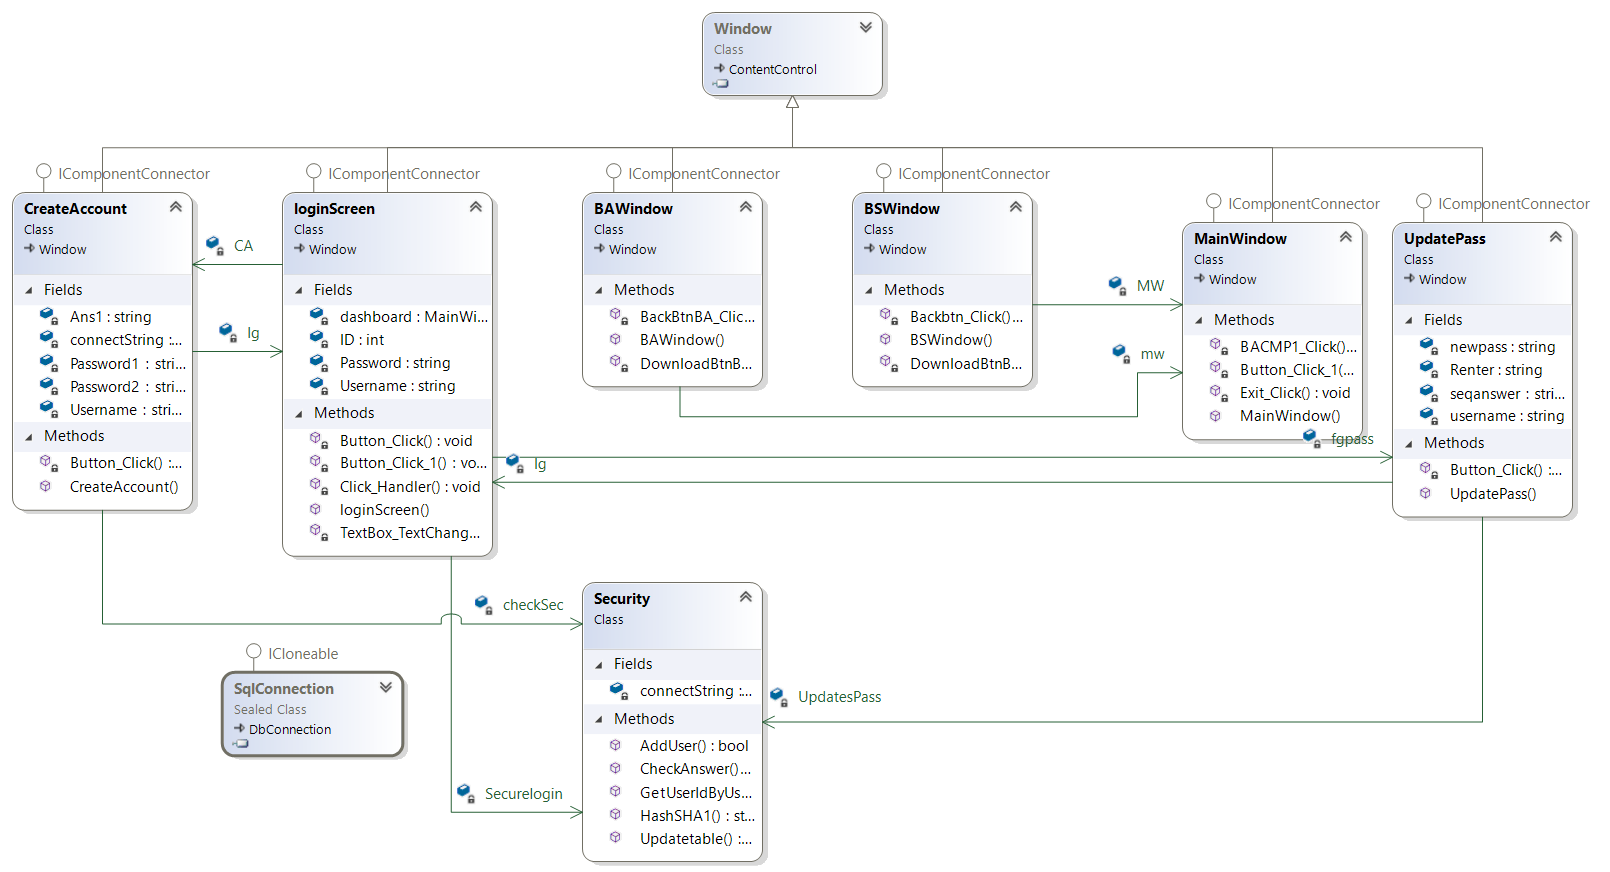 Window
Class
ContentControl
IComponentConnector
CreateAccount
Class
Window
Fields
Ans1 : string
connectString :...
Password1 : stri...
Password2 : stri...
Username : stri...
Methods
Button_Click() :...
CreateAccount()
CA
lg
IComponentConnector
loginScreen
Class
Window
Fields
dashboard : MainWi...
ID : int
Password : string
Username : string
Methods
Button_Click() : void
Button_Click_1() : vo...
Click_Handler() : void
loginScreen()
TextBox_TextChang...
IComponentConnector
BAWindow
Class
Window
Methods
BackBtnBA_Clic...
BAWindow()
DownloadBtnB...
IComponentConnector
BSWindow
Class
Window
Methods
Backbtn_Click()...
BSWindow()
DownloadBtnB...
MW
mw
IComponentConnector
MainWindow
Class
Window
Methods
BACMP1_Click()...
Button_Click_1(...
Exit_Click() : void
MainWindow()
IComponentConnector
UpdatePass
Class
Window
Fields
newpass : string
Renter : string
seqanswer : stri...
username : string
Methods
Button_Click() :...
UpdatePass()
fgpass
lg
checkSec
Security
Class
Fields
connectString :...
Methods
AddUser() : bool
CheckAnswer()...
GetUserIdByUs...
HashSHA1() : st...
Updatetable() :...
UpdatesPass
Securelogin
ICloneable
SqlConnection
Sealed Class
DbConnection